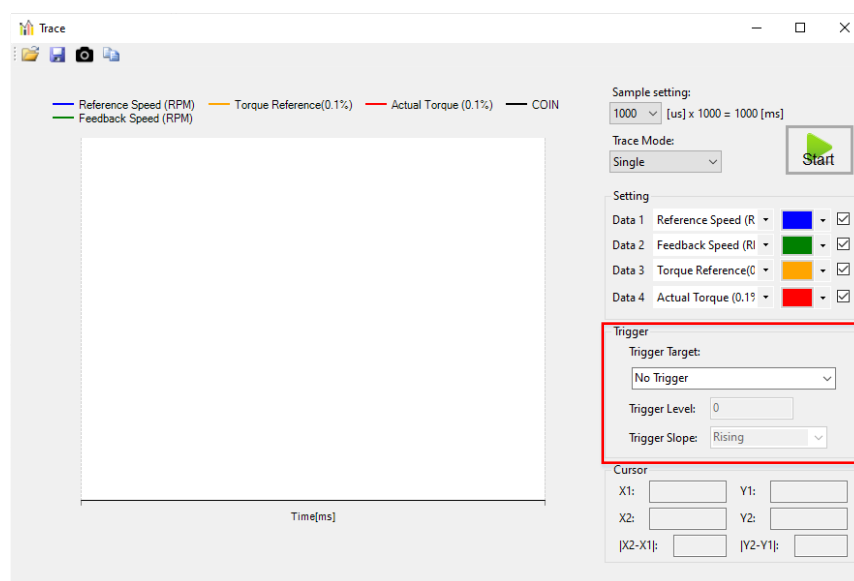 Trace
Reference Speed (RPM) Torque Reference(0.1%) Actual Torque (0.1%) COIN
Feedback Speed (RPM)
Time[ms]
Sample setting:
1000 [us] x 1000 = 1000 [ms]
Trace Mode:
Single
Start
Setting
Data 1 Reference Speed (R
Data 2 Feedback Speed (RI
Data 3 Torque Reference(0
Data 4 Actual Torque (0.1%
Trigger
Trigger Target:
No Trigger
Trigger Level: 0
Trigger Slope: Rising
Cursor
X1: Y1:
X2: Y2:
|X2-X1|: |Y2-Y1|: